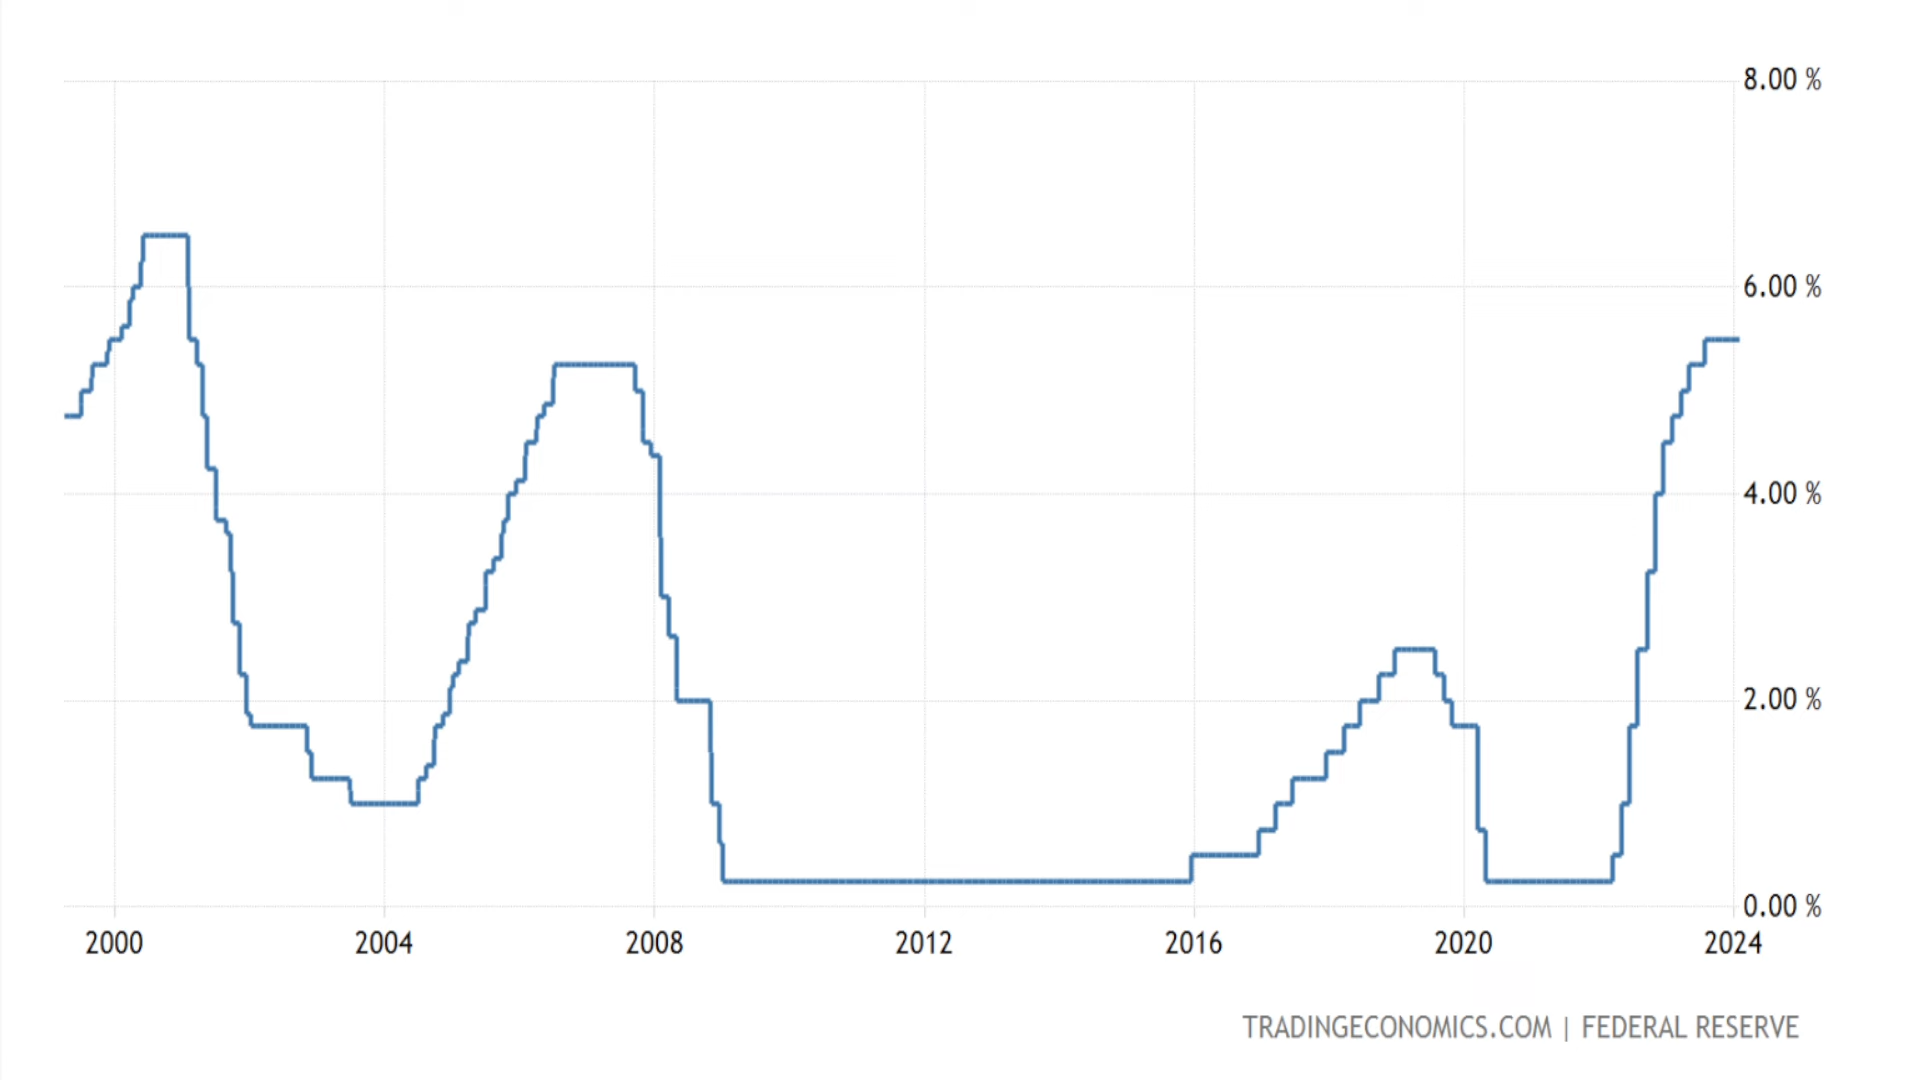 8.00 %
6.00 %
4.00 %
2.00 %
0.00 %
2000 2004 2008 2012 2016 2020 2024
TRADINGECONOMICS.COM | FEDERAL RESERVE